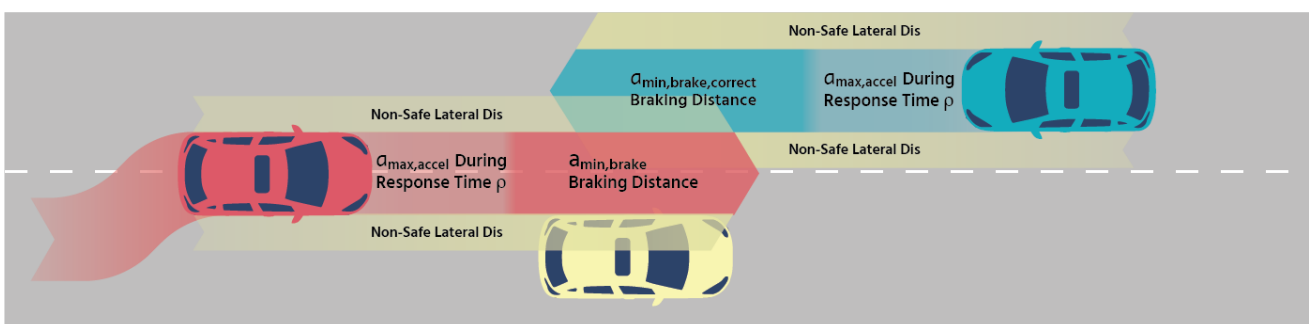 Non-Safe Lateral Dis
amin,brake,correct
Braking Distance
amax,accel During
Response Time ρ
Non-Safe Lateral Dis
Non-Safe Lateral Dis
amax,accel During
Response Time ρ
amin,brake
Braking Distance
Non-Safe Lateral Dis